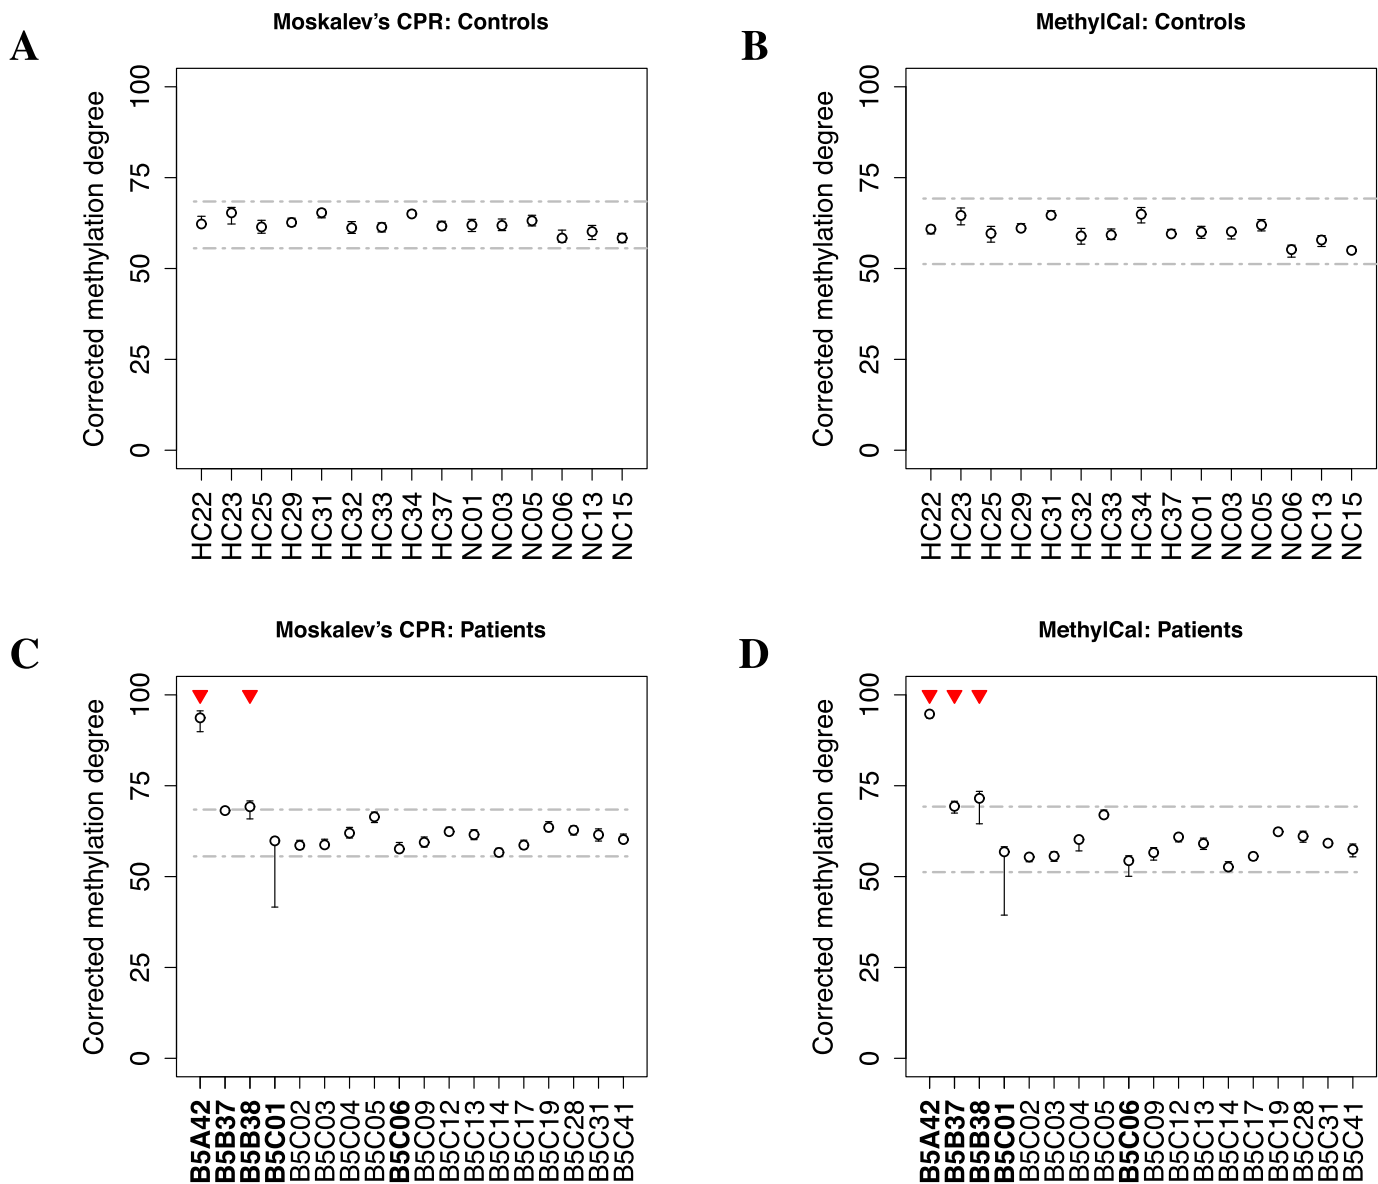 A
Moskalev's CPR: Controls
Corrected methylation degree
100
75
50
25
0
HC22
HC23
HC25
HC29
HC31
HC32
HC33
HC34
HC37
NC01
NC03
NC05
NC06
NC13
NC15
B
MethylCal: Controls
Corrected methylation degree
100
75
50
25
0
HC22
HC23
HC25
HC29
HC31
HC32
HC33
HC34
HC37
NC01
NC03
NC05
NC06
NC13
NC15
C
Moskalev's CPR: Patients
Corrected methylation degree
100
75
50
25
0
B5A42
B5B37
B5B38
B5C01
B5C02
B5C03
B5C04
B5C05
B5C06
B5C09
B5C12
B5C13
B5C14
B5C17
B5C19
B5C28
B5C31
B5C41
D
MethylCal: Patients
Corrected methylation degree
100
75
50
25
0
B5A42
B5B37
B5B38
B5C01
B5C02
B5C03
B5C04
B5C05
B5C06
B5C09
B5C12
B5C13
B5C14
B5C17
B5C19
B5C28
B5C31
B5C41